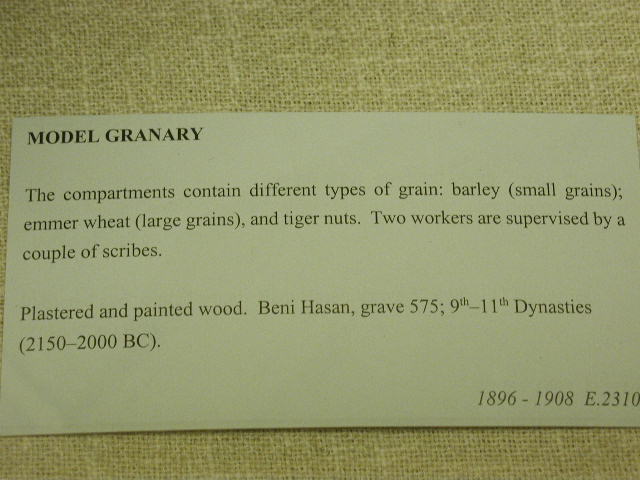 MODEL GRANARY
The compartments contain different types of grain: barley (small grains);
emmer wheat (large grains), and tiger nuts. Two workers are supervised by a
couple of scribes.
Plastered and painted wood. Beni Hasan, grave 575; 9th–11th Dynasties
(2150–2000 BC).
1896 - 1908 E.2310